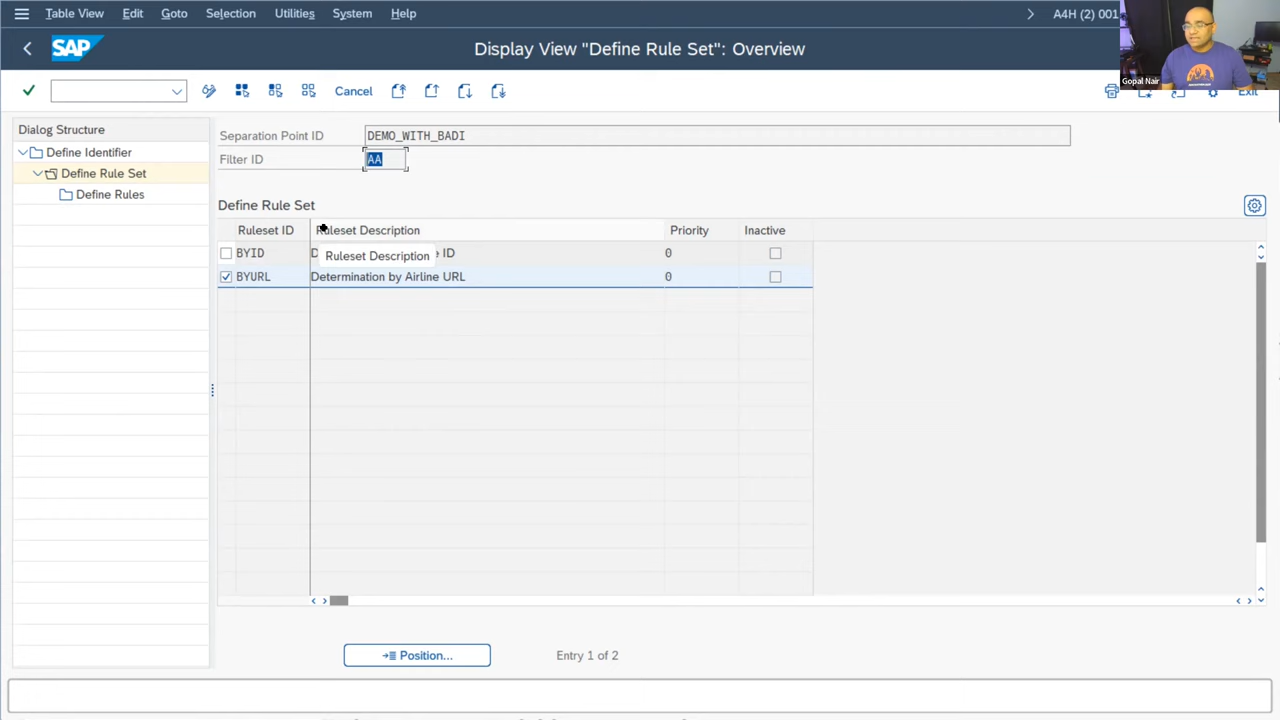 Table View Edit Goto Selection Utilities System Help A4H (2) 001
SAP Display View "Define Rule Set": Overview
Gopal Nair
Cancel Exit
Dialog Structure
Define Identifier
Define Rule Set
Define Rules
Separation Point ID DEMO_WITH_BADI
Filter ID AA
Define Rule Set
Ruleset ID Ruleset Description Priority Inactive
BYID ID 0
Ruleset Description
BYURL Determination by Airline URL 0
Position... Entry 1 of 2